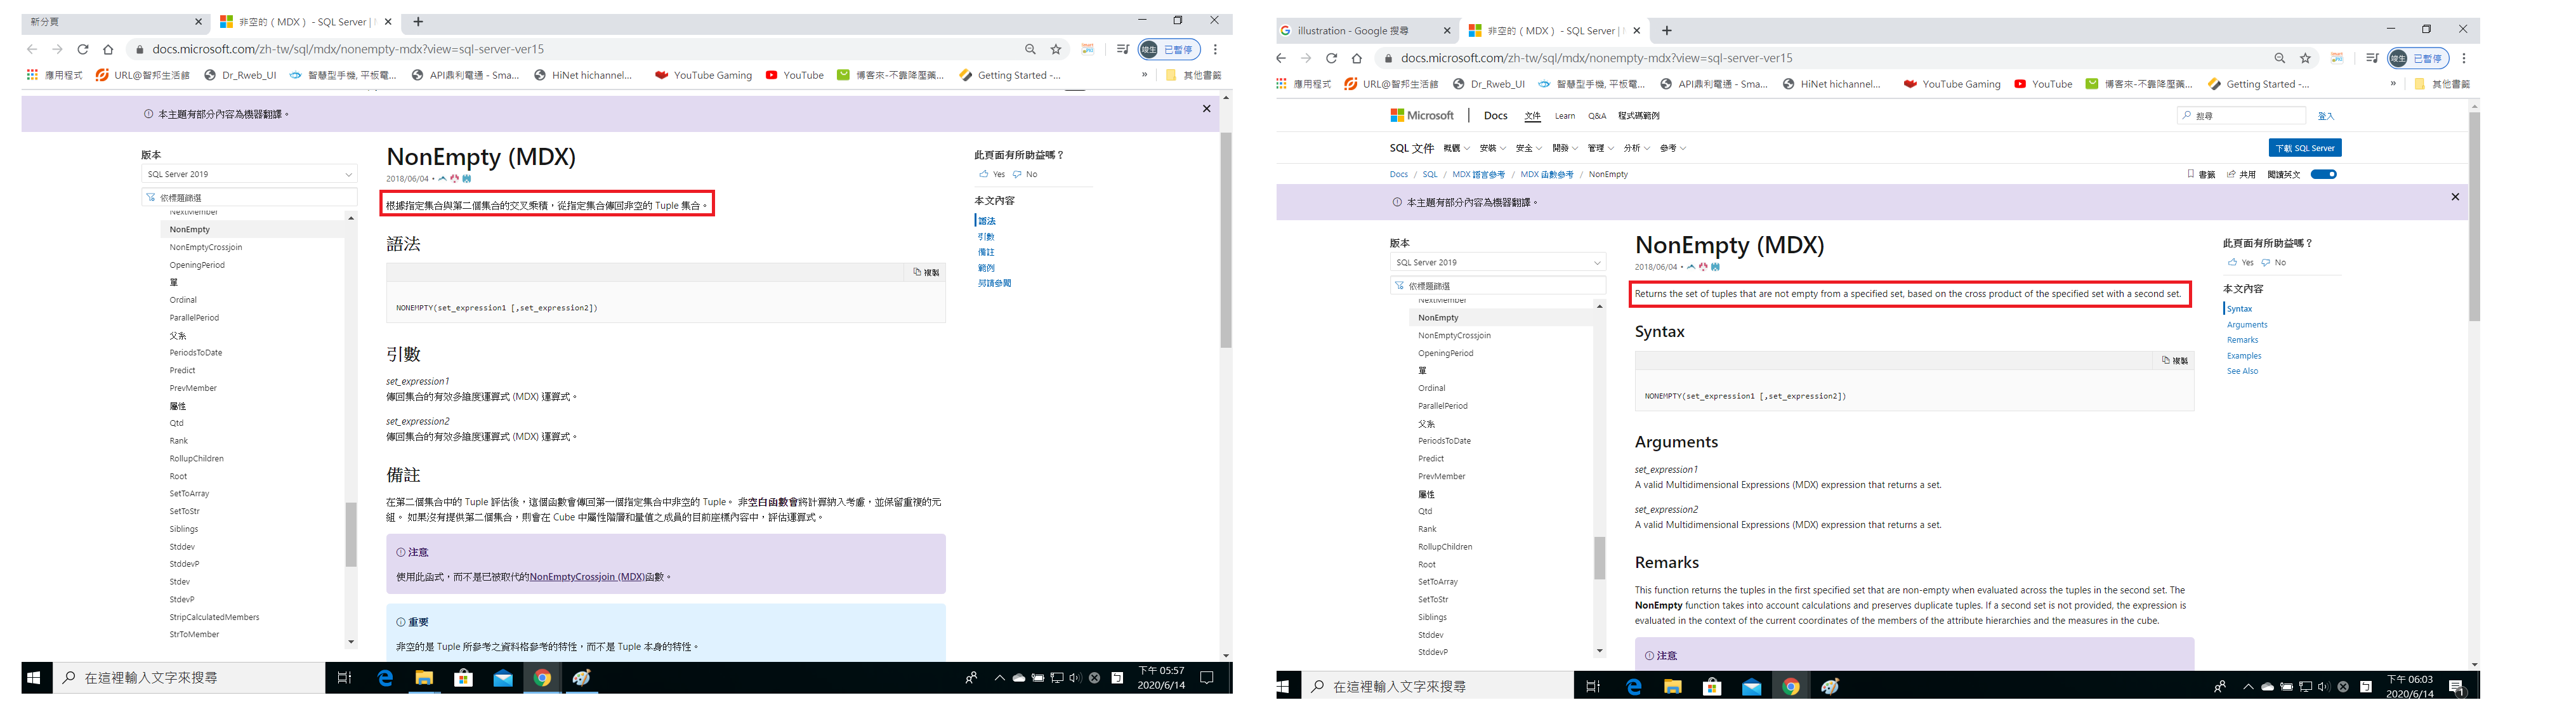 新分頁
非空的 ( MDX ) - SQL Server |
docs.microsoft.com/zh-tw/sql/mdx/nonempty-mdx?view=sql-server-ver15
竣生 已暫停
應用程式 URL@智邦生活館 Dr_Rweb_UI 智慧型手機, 平板電... API鼎利電通 - Sma... HiNet hichannel... YouTube Gaming YouTube 博客來-不靠降壓藥... Getting Started -... » 其他書籤
本主題有部分內容為機器翻譯。
版本
SQL Server 2019
依標題篩選
NextMember
NonEmpty
NonEmptyCrossjoin
OpeningPeriod
單
Ordinal
ParallelPeriod
父系
PeriodsToDate
Predict
PrevMember
屬性
Qtd
Rank
RollupChildren
Root
SetToArray
SetToStr
Siblings
Stddev
StddevP
Stdev
StdevP
StripCalculatedMembers
StrToMember
NonEmpty (MDX)
2018/06/04 •
根據指定集合與第二個集合的交叉乘積，從指定集合傳回非空的 Tuple 集合。
語法
複製
NONEMPTY(set_expression1 [,set_expression2])
引數
set_expression1
傳回集合的有效多維度運算式 (MDX) 運算式。
set_expression2
傳回集合的有效多維度運算式 (MDX) 運算式。
備註
在第二個集合中的 Tuple 評估後，這個函數會傳回第一個指定集合中非空的 Tuple。 非空白函數會將計算納入考慮，並保留重複的元
組。 如果沒有提供第二個集合，則會在 Cube 中屬性階層和量值之成員的目前座標內容中，評估運算式。
注意
使用此函式，而不是已被取代的NonEmptyCrossjoin (MDX)函數。
重要
非空的是 Tuple 所參考之資料格參考的特性，而不是 Tuple 本身的特性。
此頁面有所助益嗎？
Yes No
本文內容
語法
引數
備註
範例
另請參閱
在這裡輸入文字來搜尋
下午 05:57
2020/6/14
illustration - Google 搜尋
非空的 ( MDX ) - SQL Server |
docs.microsoft.com/zh-tw/sql/mdx/nonempty-mdx?view=sql-server-ver15
竣生 已暫停
應用程式 URL@智邦生活館 Dr_Rweb_UI 智慧型手機, 平板電... API鼎利電通 - Sma... HiNet hichannel... YouTube Gaming YouTube 博客來-不靠降壓藥... Getting Started -... » 其他書籤
Microsoft Docs 文件 Learn Q&A 程式碼範例 搜尋 登入
SQL 文件 概觀 安裝 安全 開發 管理 分析 參考 下載 SQL Server
Docs / SQL / MDX 語言參考 / MDX 函數參考 / NonEmpty
書籤 共用 閱讀英文
本主題有部分內容為機器翻譯。
版本
SQL Server 2019
依標題篩選
NextMember
NonEmpty
NonEmptyCrossjoin
OpeningPeriod
單
Ordinal
ParallelPeriod
父系
PeriodsToDate
Predict
PrevMember
屬性
Qtd
Rank
RollupChildren
Root
SetToArray
SetToStr
Siblings
Stddev
StddevP
NonEmpty (MDX)
2018/06/04 •
Returns the set of tuples that are not empty from a specified set, based on the cross product of the specified set with a second set.
Syntax
複製
NONEMPTY(set_expression1 [,set_expression2])
Arguments
set_expression1
A valid Multidimensional Expressions (MDX) expression that returns a set.
set_expression2
A valid Multidimensional Expressions (MDX) expression that returns a set.
Remarks
This function returns the tuples in the first specified set that are non-empty when evaluated across the tuples in the second set. The
NonEmpty function takes into account calculations and preserves duplicate tuples. If a second set is not provided, the expression is
evaluated in the context of the current coordinates of the members of the attribute hierarchies and the measures in the cube.
注意
此頁面有所助益嗎？
Yes No
本文內容
Syntax
Arguments
Remarks
Examples
See Also
在這裡輸入文字來搜尋
下午 06:03
2020/6/14
1